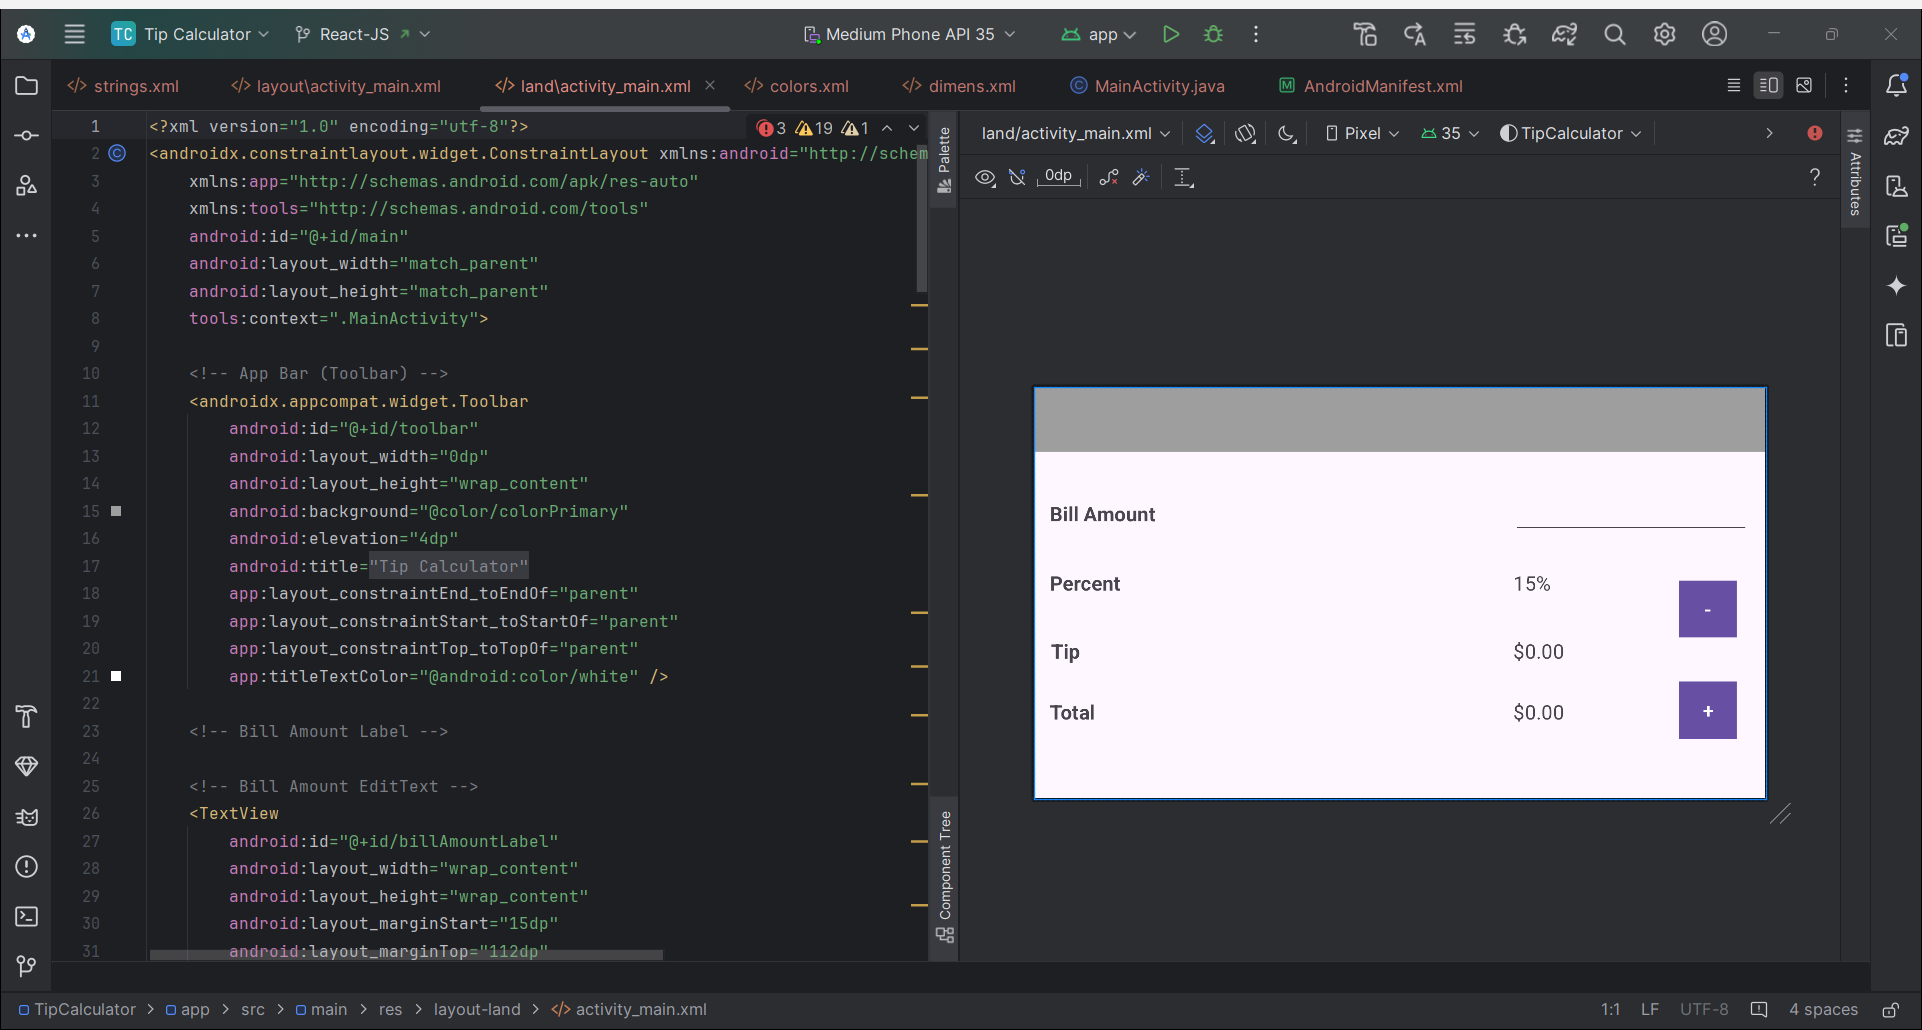 TC Tip Calculator React-JS Medium Phone API 35 app
strings.xml layout\activity_main.xml land\activity_main.xml colors.xml dimens.xml MainActivity.java AndroidManifest.xml
1 <?xml version="1.0" encoding="utf-8"?> 3 19 1
2 <androidx.constraintlayout.widget.ConstraintLayout xmlns:android="http://schem
3 xmlns:app="http://schemas.android.com/apk/res-auto"
4 xmlns:tools="http://schemas.android.com/tools"
5 android:id="@+id/main"
6 android:layout_width="match_parent"
7 android:layout_height="match_parent"
8 tools:context=".MainActivity">
9
10 <!-- App Bar (Toolbar) -->
11 <androidx.appcompat.widget.Toolbar
12 android:id="@+id/toolbar"
13 android:layout_width="0dp"
14 android:layout_height="wrap_content"
15 android:background="@color/colorPrimary"
16 android:elevation="4dp"
17 android:title="Tip Calculator"
18 app:layout_constraintEnd_toEndOf="parent"
19 app:layout_constraintStart_toStartOf="parent"
20 app:layout_constraintTop_toTopOf="parent"
21 app:titleTextColor="@android:color/white" />
22
23 <!-- Bill Amount Label -->
24
25 <!-- Bill Amount EditText -->
26 <TextView
27 android:id="@+id/billAmountLabel"
28 android:layout_width="wrap_content"
29 android:layout_height="wrap_content"
30 android:layout_marginStart="15dp"
31 android:layout_marginTop="112dp"
Palette
Component Tree
land/activity_main.xml Pixel 35 TipCalculator
0dp ?
Attributes
Bill Amount
Percent 15%
-
Tip $0.00
Total $0.00
+
TipCalculator > app > src > main > res > layout-land > activity_main.xml
1:1 LF UTF-8 4 spaces